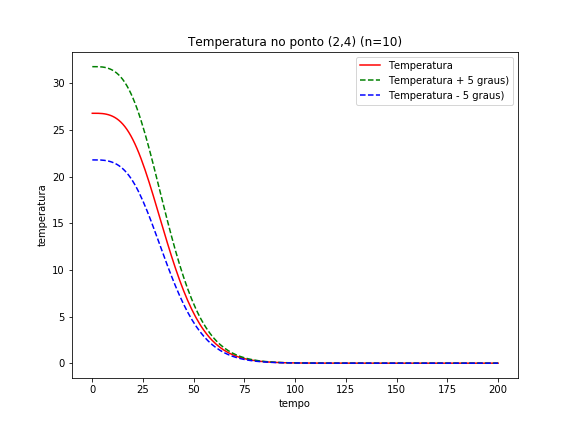 Temperatura no ponto (2,4) (n=10)
Temperatura
Temperatura + 5 graus)
Temperatura - 5 graus)
temperatura
30
25
20
15
10
5
0
0 25 50 75 100 125 150 175 200
tempo